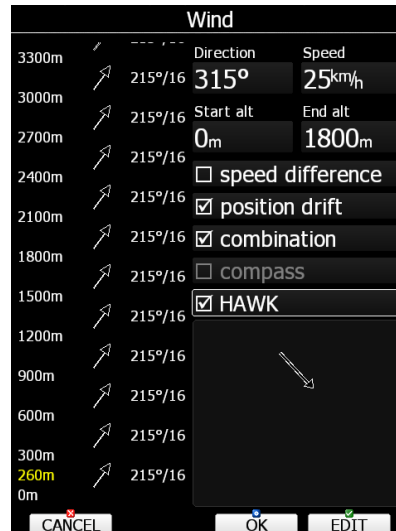 Wind
3300m
3000m
2700m
2400m
2100m
1800m
1500m
1200m
900m
600m
300m
260m
0m
215°/16
215°/16
215°/16
215°/16
215°/16
215°/16
215°/16
215°/16
215°/16
215°/16
215°/16
Direction Speed
315° 25km/h
Start alt End alt
0m 1800m
speed difference
position drift
combination
compass
HAWK
CANCEL OK EDIT